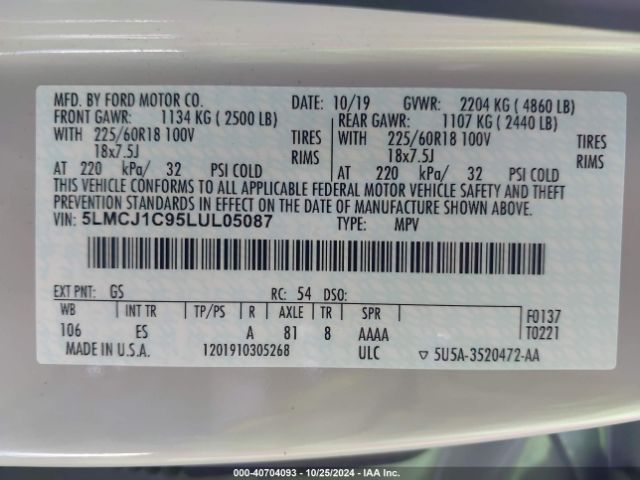 MFD. BY FORD MOTOR CO. DATE: 10/19 GVWR: 2204 KG ( 4860 LB)
FRONT GAWR: 1134 KG ( 2500 LB) REAR GAWR: 1107 KG ( 2440 LB)
WITH 225/60R18 100V TIRES WITH 225/60R18 100V TIRES
18x7.5J RIMS 18x7.5J RIMS
AT 220 kPa/ 32 PSI COLD AT 220 kPa/ 32 PSI COLD
THIS VEHICLE CONFORMS TO ALL APPLICABLE FEDERAL MOTOR VEHICLE SAFETY AND THEFT
PREVENTION STANDARDS IN EFFECT ON THE DATE OF MANUFACTURE SHOWN ABOVE.
VIN: 5LMCJ1C95LUL05087 TYPE: MPV
EXT PNT: GS RC: 54 DSO:
WB INT TR TP/PS R AXLE TR SPR F0137
106 ES A 81 8 AAAA T0221
MADE IN U.S.A. 1201910305268 ULC ▽ 5U5A-3520472-AA
000-40704093 - 10/25/2024 - IAA Inc.